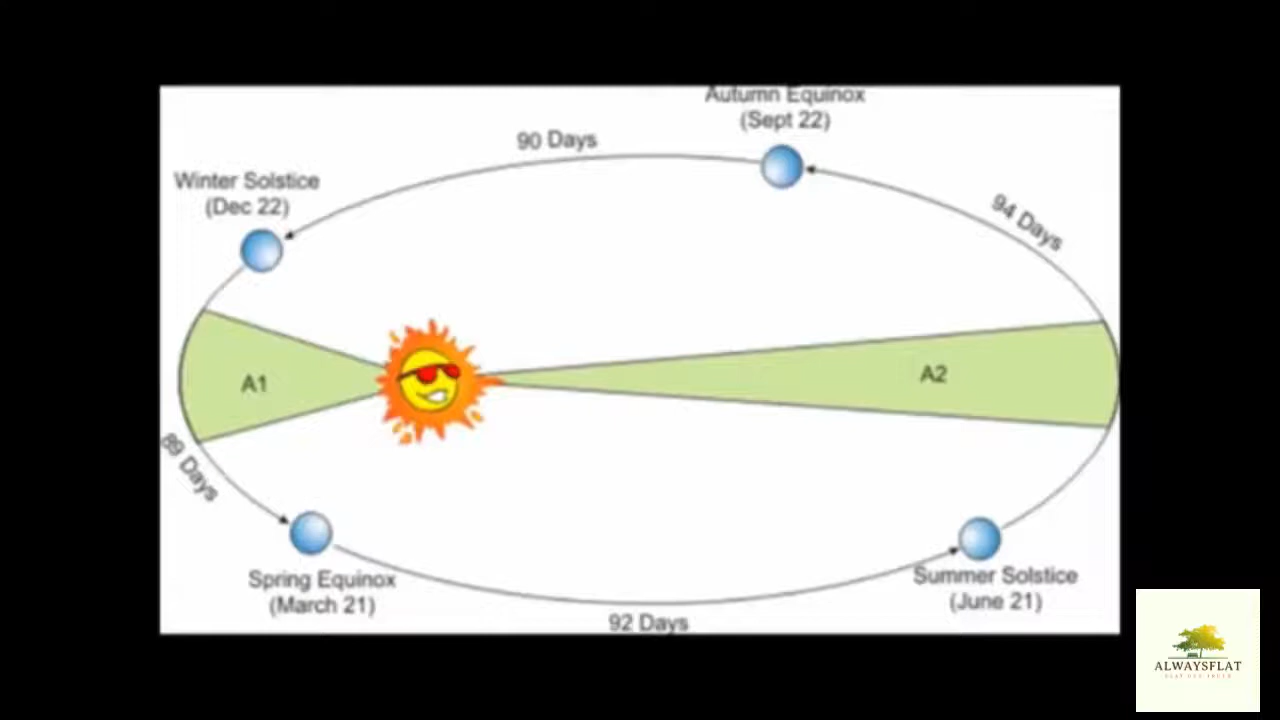 Autumn Equinox
(Sept 22)
90 Days
Winter Solstice
(Dec 22)
94 Days
A1
A2
89 Days
Spring Equinox
(March 21)
Summer Solstice
(June 21)
92 Days
ALWAYSFLAT